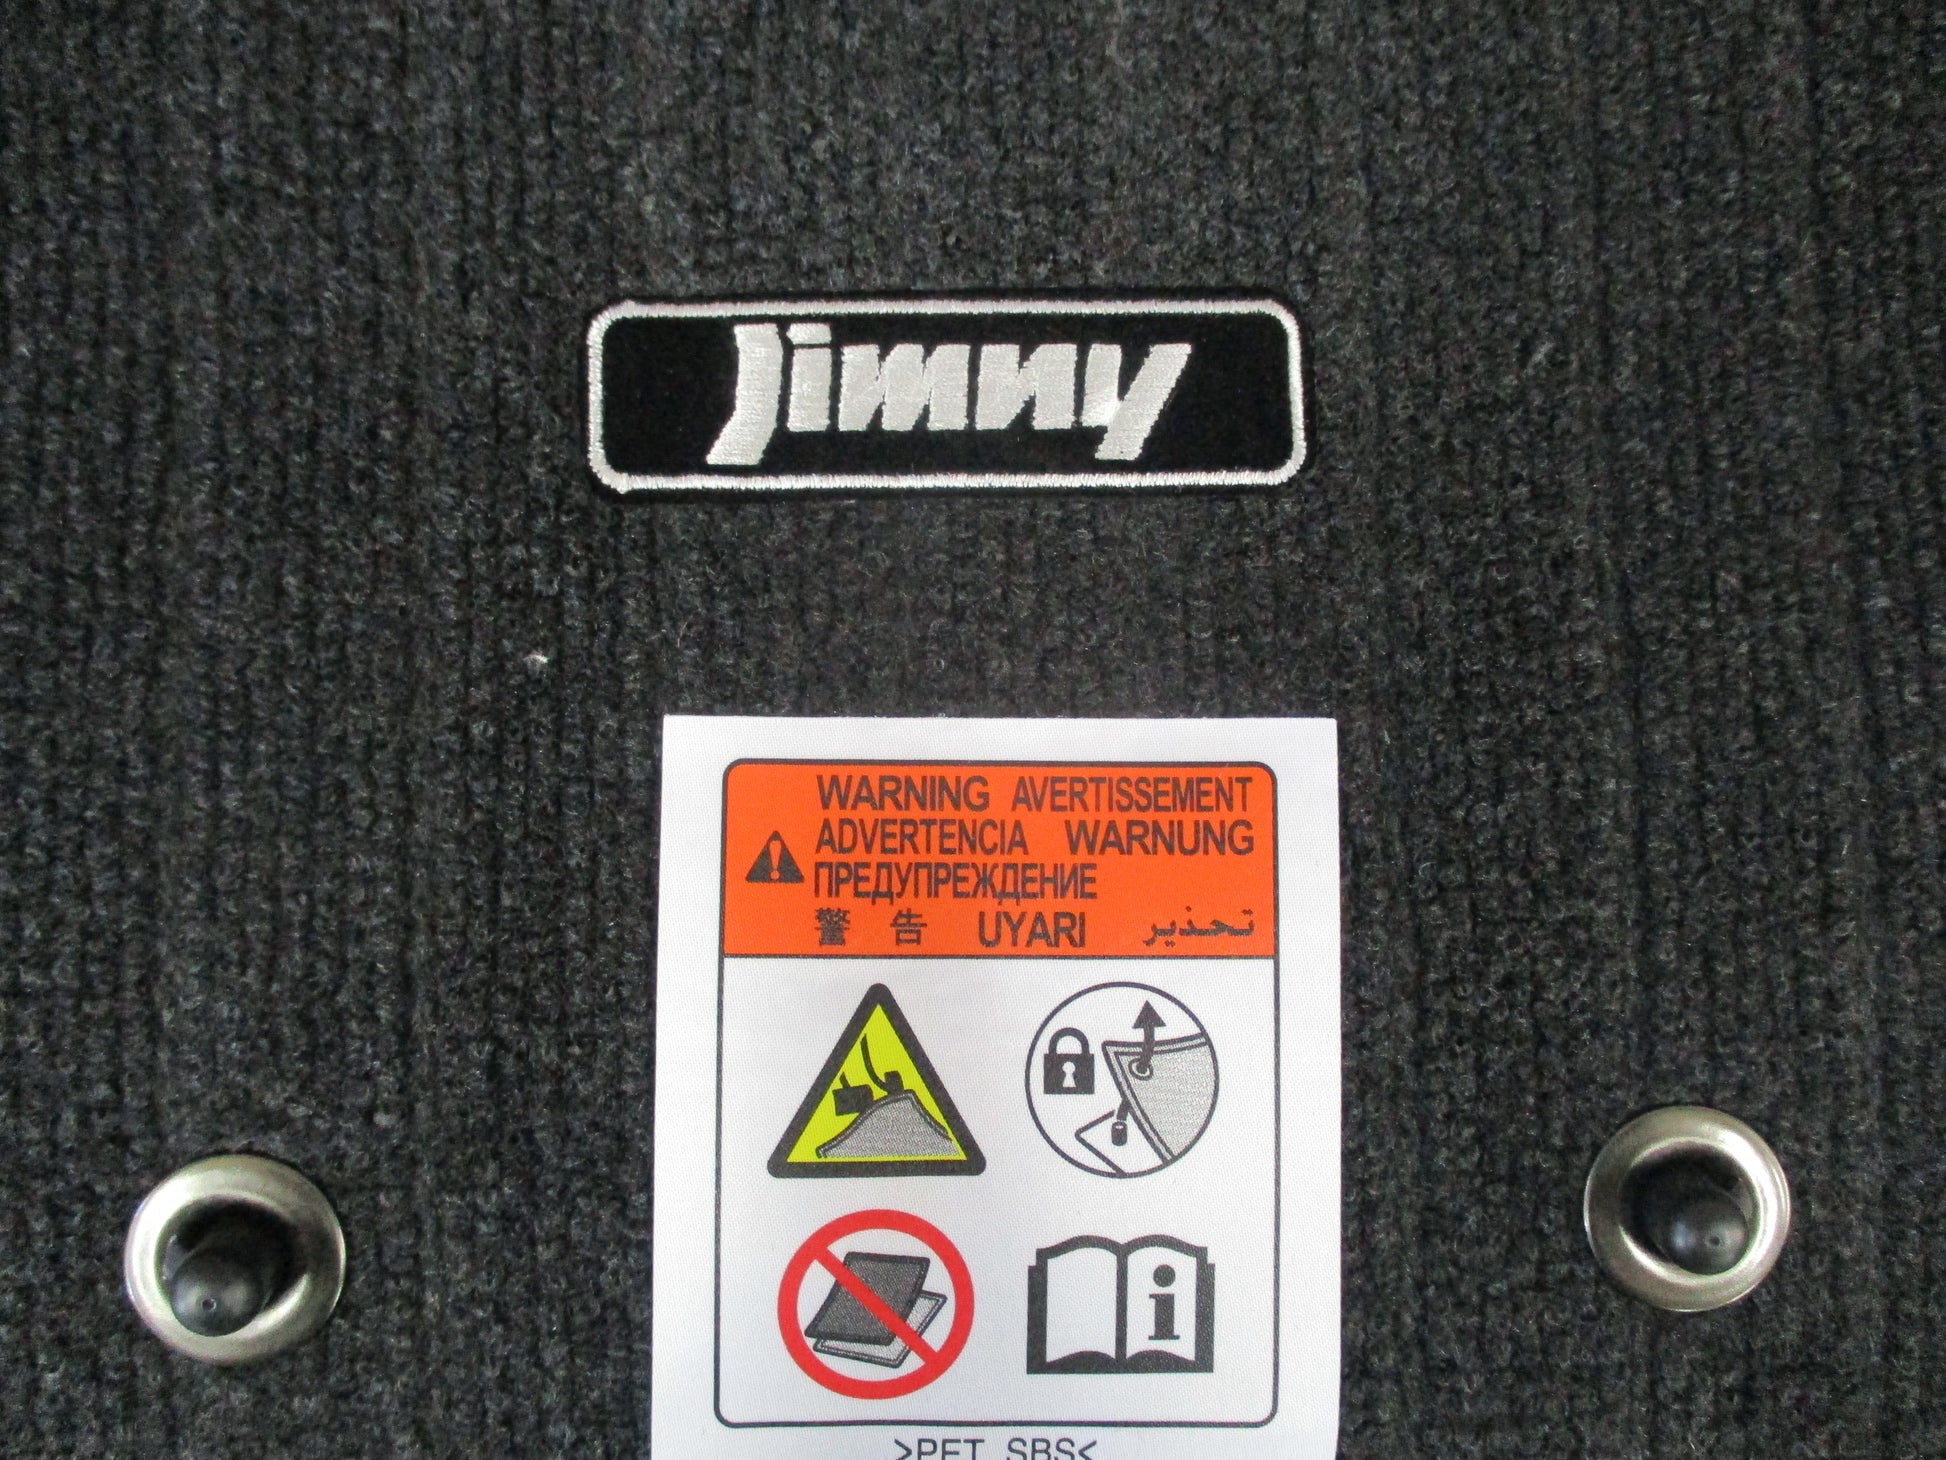 Jimny
WARNING AVERTISSEMENT
ADVERTENCIA WARNUNG
ПРЕДУПРЕЖДЕНИЕ
警告 UYARI تحذير
>PET SBS<